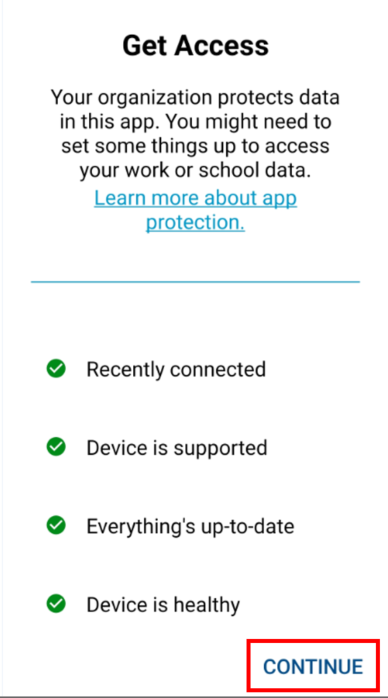 Get Access
Your organization protects data
in this app. You might need to
set some things up to access
your work or school data.
Learn more about app
protection.
Recently connected
Device is supported
Everything's up-to-date
Device is healthy
CONTINUE